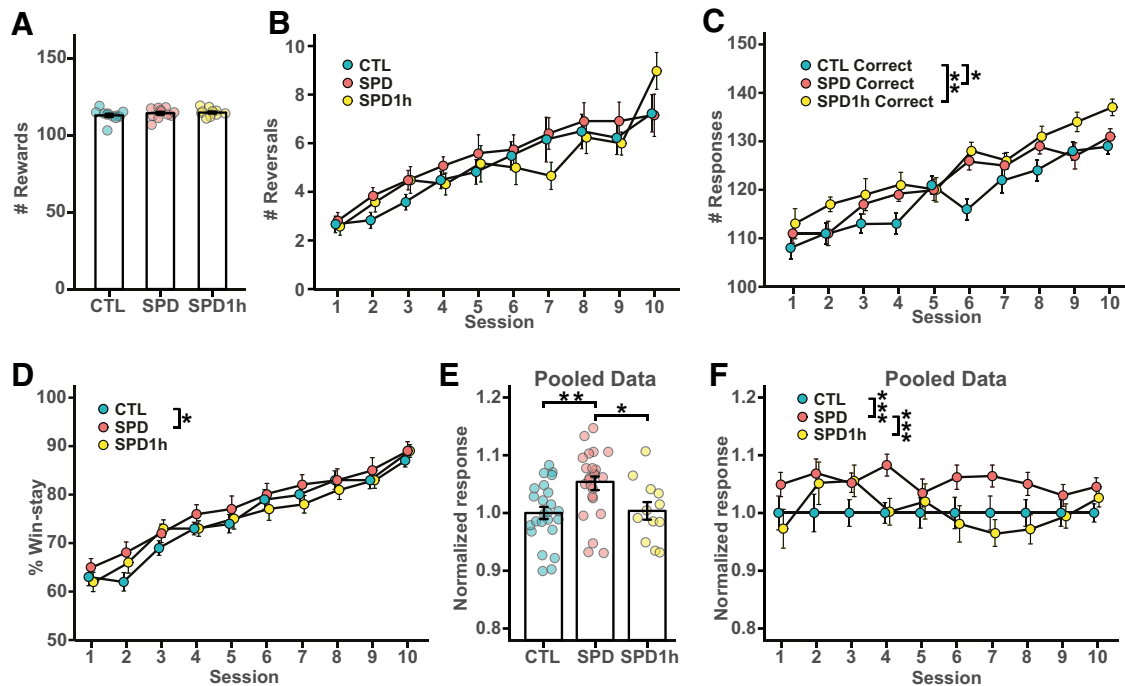 A
# Rewards
150
100
50
0
CTL SPD SPD1h
B
# Reversals
10
8
6
4
2
0
CTL
SPD
SPD1h
1 2 3 4 5 6 7 8 9 10
Session
C
# Responses
150
140
130
120
110
100
CTL Correct
SPD Correct
SPD1h Correct
**
*
1 2 3 4 5 6 7 8 9 10
Session
D
% Win-stay
100
90
80
70
60
50
CTL
SPD
SPD1h
*
1 2 3 4 5 6 7 8 9 10
Session
E
Pooled Data
Normalized response
1.2
1.1
1.0
0.9
0.8
**
*
CTL SPD SPD1h
F
Pooled Data
Normalized response
1.2
1.1
1.0
0.9
0.8
CTL
SPD
SPD1h
***
***
1 2 3 4 5 6 7 8 9 10
Session